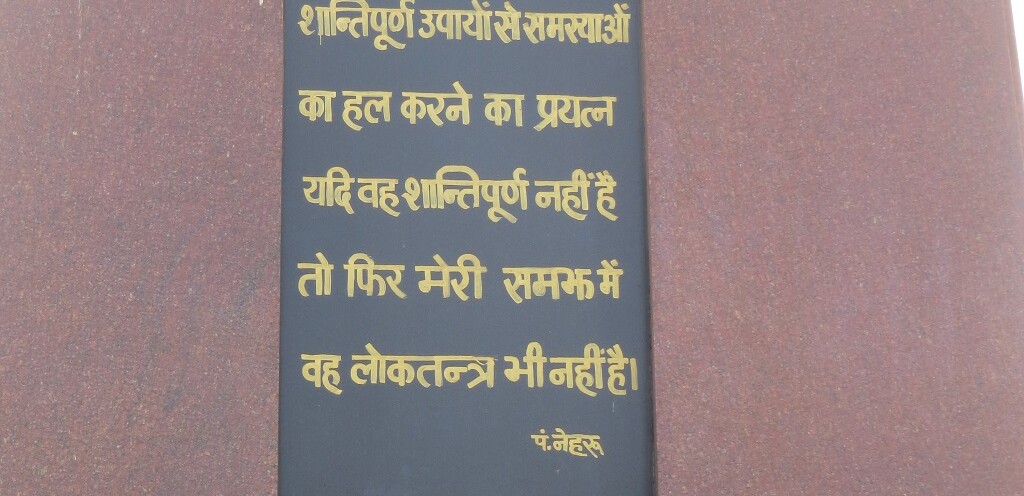 शान्तिपूर्ण उपायों से समस्याओं
का हल करने का प्रयत्न
यदि वह शान्तिपूर्ण नहीं है
तो फिर मेरी समझ में
वह लोकतन्त्र भी नहीं है।
पं. नेहरू